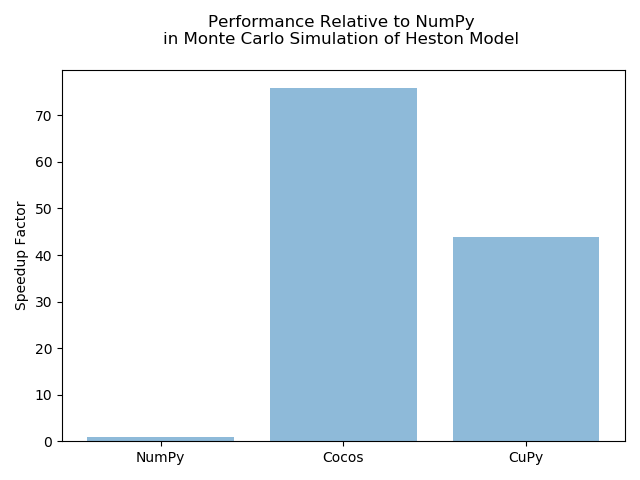 Performance Relative to NumPy
in Monte Carlo Simulation of Heston Model
Speedup Factor
70
60
50
40
30
20
10
0
NumPy
Cocos
CuPy